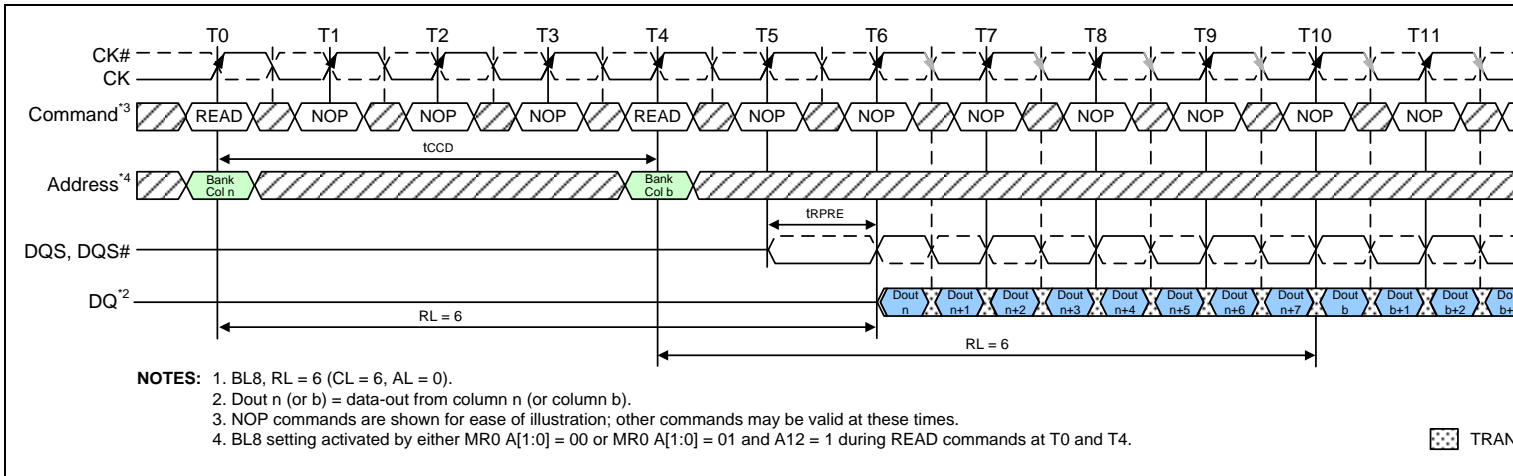 T0 T1 T2 T3 T4 T5 T6 T7 T8 T9 T10 T11
CK#
CK
Command*3 READ NOP NOP NOP READ NOP NOP NOP NOP NOP NOP NOP
tCCD
Address*4 Bank Col n Bank Col b
tRPRE
DQS, DQS#
DQ*2 Dout n Dout n+1 Dout n+2 Dout n+3 Dout n+4 Dout n+5 Dout n+6 Dout n+7 Dout b Dout b+1 Dout b+2
RL = 6
RL = 6
NOTES: 1. BL8, RL = 6 (CL = 6, AL = 0).
2. Dout n (or b) = data-out from column n (or column b).
3. NOP commands are shown for ease of illustration; other commands may be valid at these times.
4. BL8 setting activated by either MR0 A[1:0] = 00 or MR0 A[1:0] = 01 and A12 = 1 during READ commands at T0 and T4.
TRAN